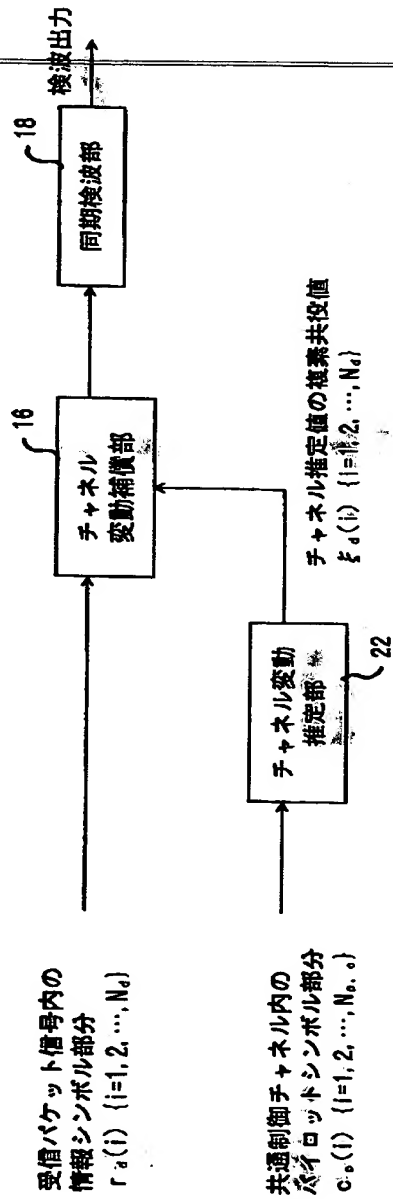 受信パケット信号内の
情報シンボル部分
r_d(i) {i=1, 2, …, N_d}
16
チャネル
変動補償部
18
同期検波部
検波出力
共通制御チャネル内の
パイロットシンボル部分
{i=1, 2, …,
22
チャネル変動
推定部
チャネル推定値の複素共役値
ξ_d(i) {i=1, 2, …, N_d}